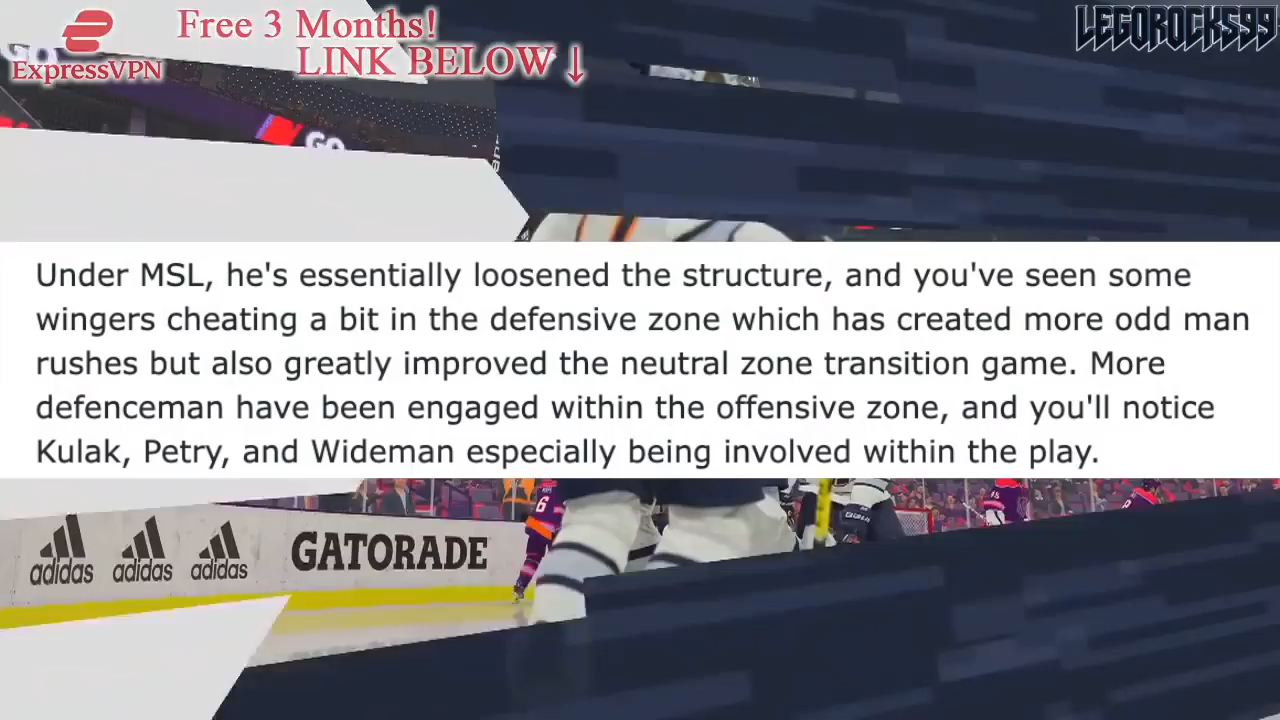 Free 3 Months!
LEGOROCKS99
ExpressVPN
LINK BELOW ↓
GO
Under MSL, he's essentially loosened the structure, and you've seen some
wingers cheating a bit in the defensive zone which has created more odd man
rushes but also greatly improved the neutral zone transition game. More
defenceman have been engaged within the offensive zone, and you'll notice
Kulak, Petry, and Wideman especially being involved within the play.
6
adidas adidas adidas GATORADE